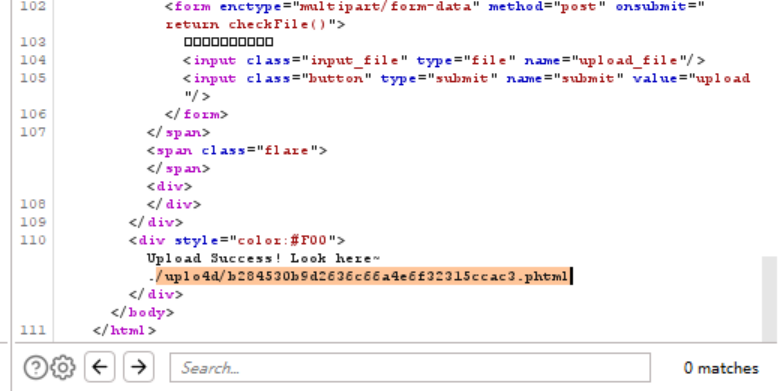 102 <form enctype="multipart/form-data" method="post" onsubmit="
return checkFile()">
103 □□□□□□□□□□
104 <input class="input_file" type="file" name="upload_file"/>
105 <input class="button" type="submit" name="submit" value="upload
"/>
106 </form>
107 </span>
<span class="flare">
</span>
<div>
108 </div>
109 </div>
110 <div style="color:#F00">
Upload Success! Look here~
./uplo4d/b284530b9d2636c66a4e6f32315ccac3.phtml
</div>
</body>
111 </html>
Search...
0 matches